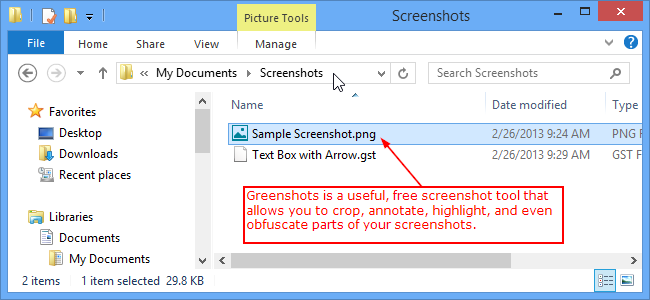 Picture Tools
Screenshots
File
Home
Share
View
Manage
« My Documents Screenshots
Search Screenshots
Favorites
Desktop
Downloads
Recent places
Libraries
Documents
My Documents
Name
Date modified
Type
Sample Screenshot.png
2/26/2013 9:24 AM
PNG F
Text Box with Arrow.gst
2/26/2013 9:29 AM
GST F
Greenshots is a useful, free screenshot tool that
allows you to crop, annotate, highlight, and even
obfuscate parts of your screenshots.
2 items
1 item selected 29.8 KB